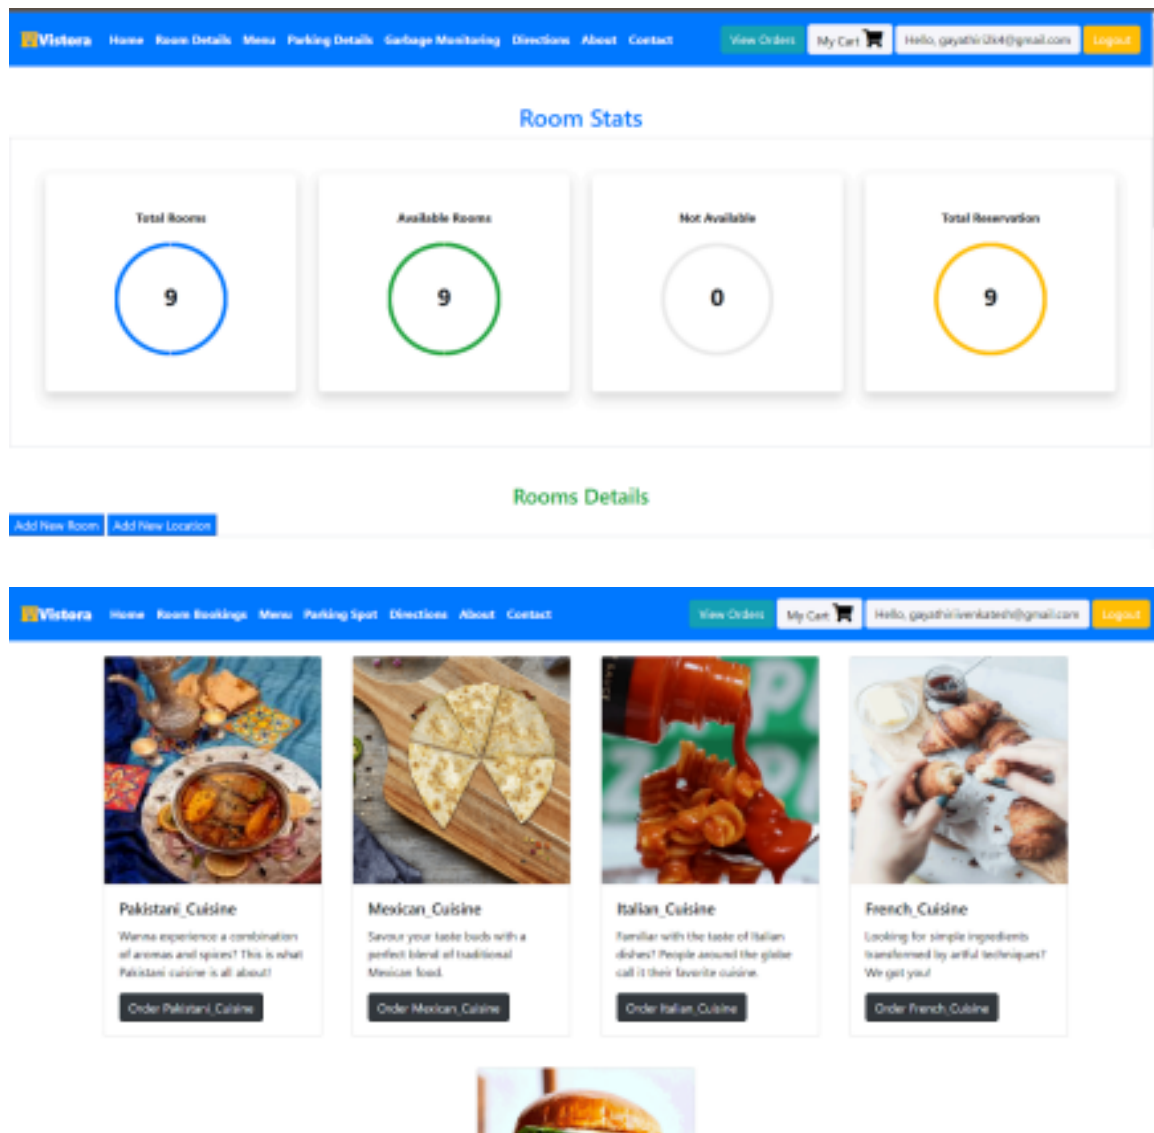 Vistora Home Room Details Menu Parking Details Garbage Monitoring Directions About Contact View Orders My Cart Hello, Logout
Room Stats
Total Rooms Available Rooms Not Available Total Reservation
9 9 0 9
Rooms Details
Add New Room Add New Location
Vistora Home Room Bookings Menu Parking Spot Directions About Contact View Orders My Cart Hello, gayathirivenkatesh@gmail.com Logout
Pakistani_Cuisine Mexican_Cuisine Italian_Cuisine French_Cuisine
Wanna experience a combination Savour your taste buds with a Familiar with the taste of Italian Looking for simple ingredients
of aromas and spices? This is what perfect blend of traditional dishes? People around the globe transformed by artful techniques?
Pakistani cuisine is all about! Mexican food. call it their favorite cuisine. We got you!
Order Pakistani_Cuisine Order Mexican_Cuisine Order Italian_Cuisine Order French_Cuisine